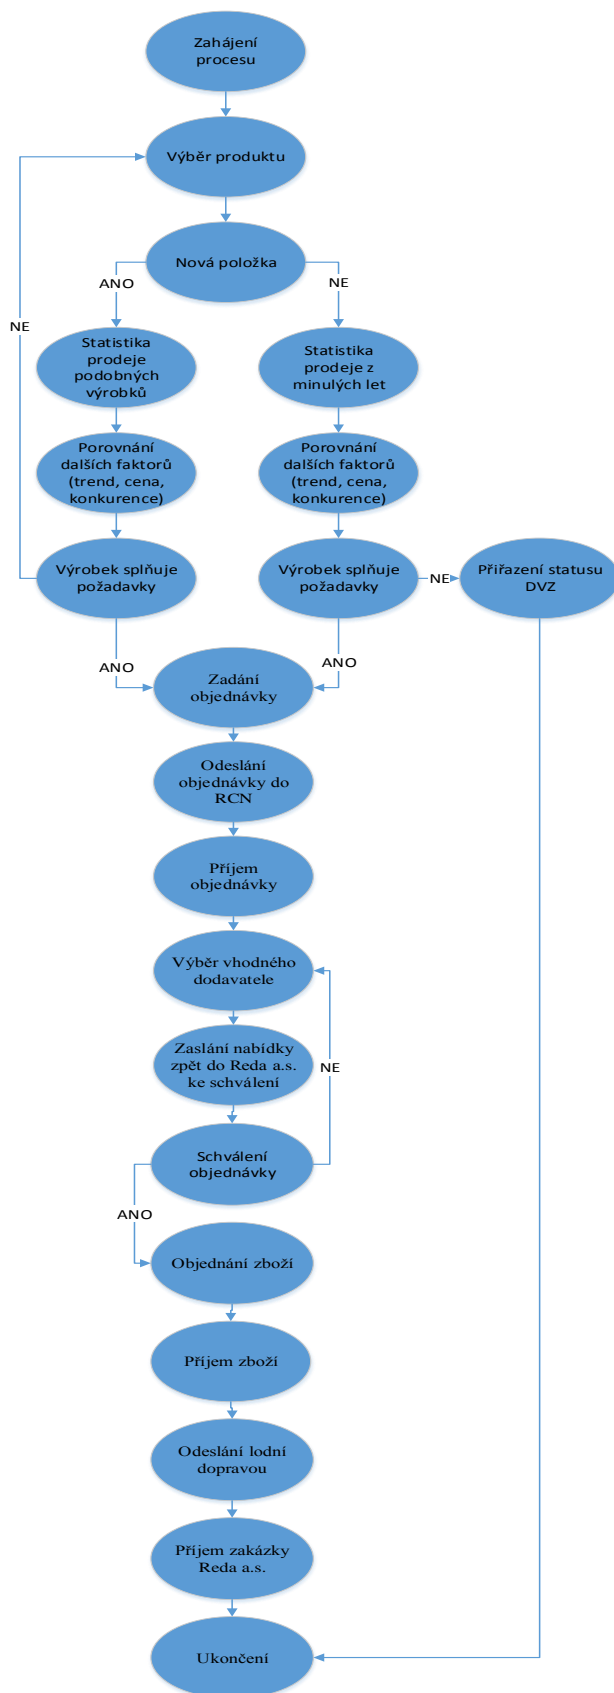 Zahájení
procesu
Výběr produktu
Nová položka
ANO
NE
NE
Statistika
prodeje
podobných
výrobků
Statistika
prodeje z
minulých let
Porovnání
dalších faktorů
(trend, cena,
konkurence)
Porovnání
dalších faktorů
(trend, cena,
konkurence)
Výrobek splňuje
požadavky
Výrobek splňuje
požadavky
NE
Přiřazení statusu
DVZ
ANO
ANO
Zadání
objednávky
Odeslání
objednávky do
RCN
Příjem
objednávky
Výběr vhodného
dodavatele
Zaslání nabídky
zpět do Reda a.s.
ke schválení
NE
Schválení
objednávky
ANO
Objednání zboží
Příjem zboží
Odeslání lodní
dopravou
Příjem zakázky
Reda a.s.
Ukončení